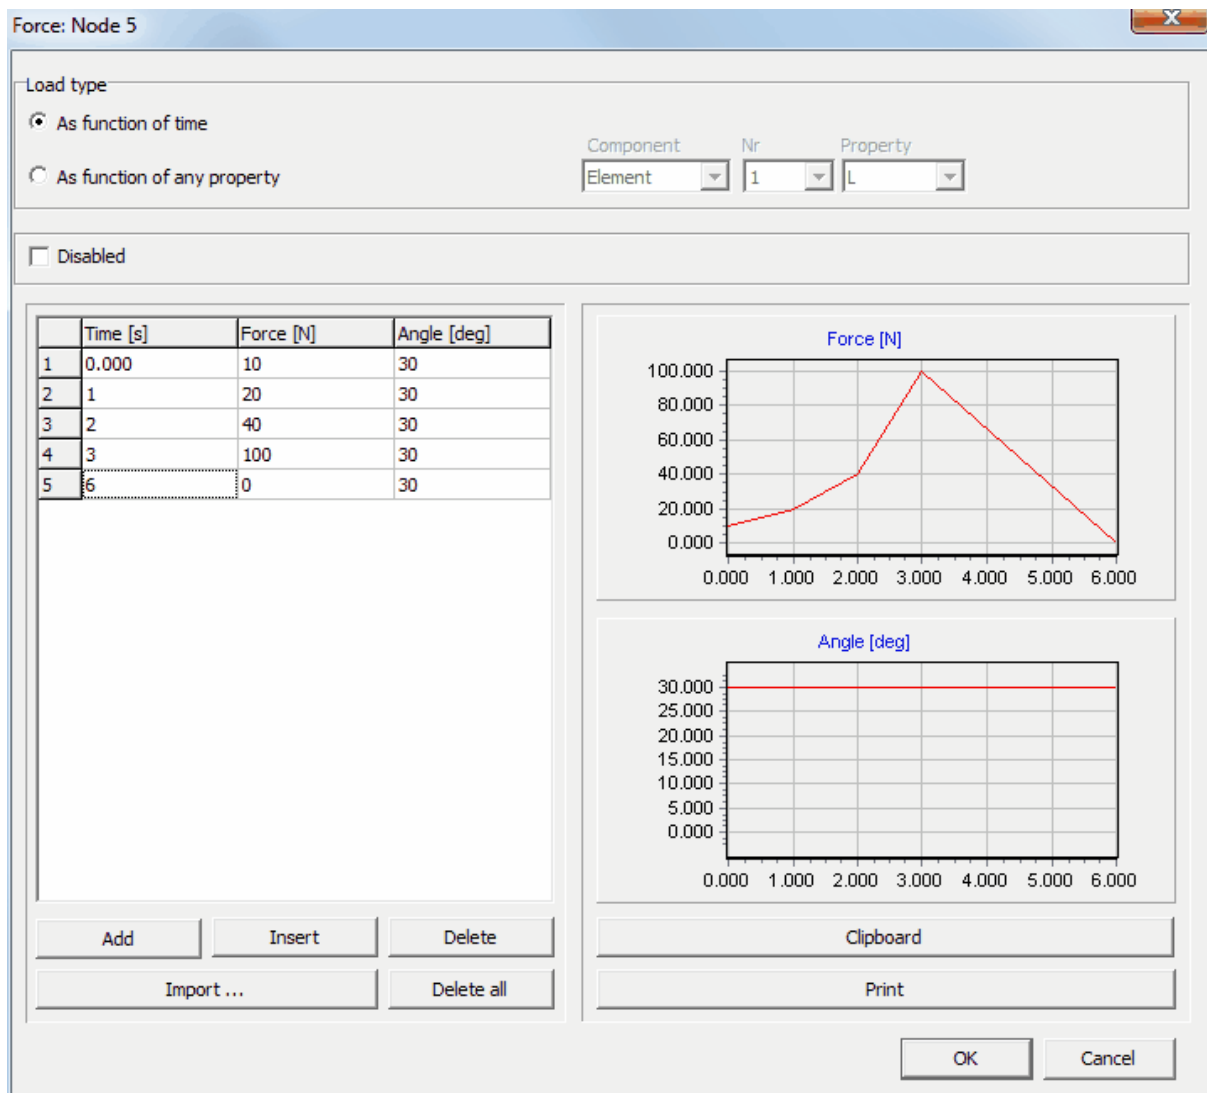 Force: Node 5
Load type
As function of time
Component Nr Property
As function of any property Element 1 L
Disabled
Time [s] Force [N] Angle [deg]
1 0.000 10 30
2 1 20 30
3 2 40 30
4 3 100 30
5 6 0 30
Force [N]
100.000
80.000
60.000
40.000
20.000
0.000
0.000 1.000 2.000 3.000 4.000 5.000 6.000
Angle [deg]
30.000
25.000
20.000
15.000
10.000
5.000
0.000
0.000 1.000 2.000 3.000 4.000 5.000 6.000
Add Insert Delete Clipboard
Import ... Delete all Print
OK Cancel